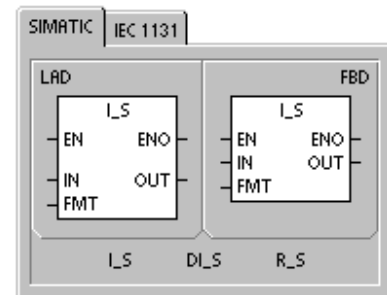 SIMATIC IEC 1131
LAD FBD
I_S I_S
EN ENO EN ENO
IN OUT IN OUT
FMT FMT
I_S DI_S R_S